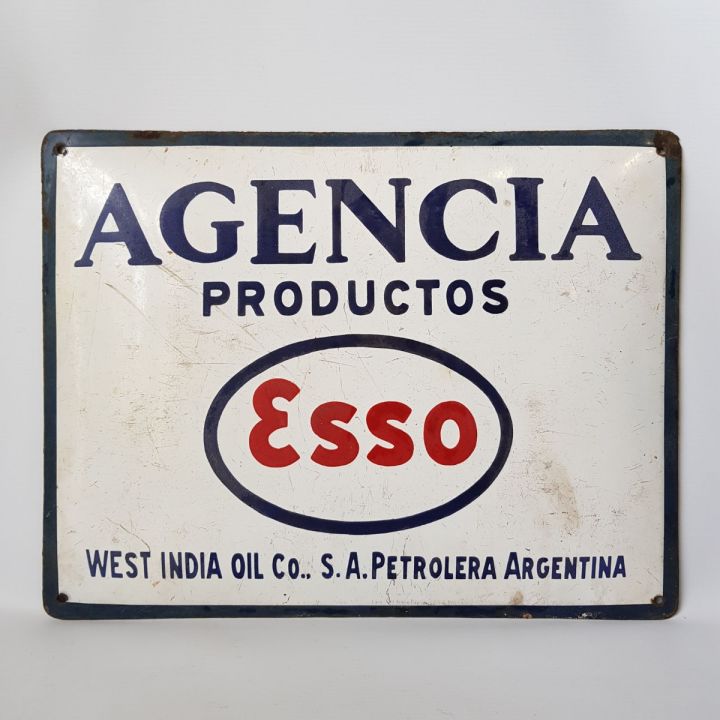 AGENCIA
PRODUCTOS
Esso
WEST INDIA OIL Co.. S.A. PETROLERA ARGENTINA